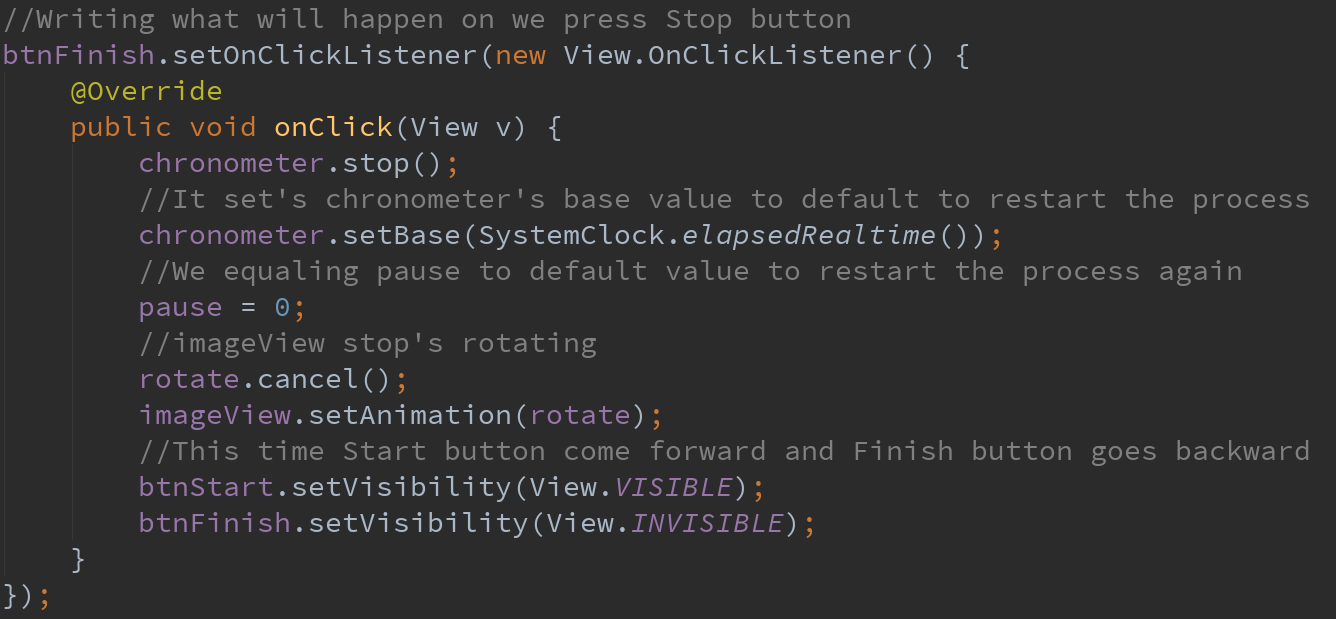 //Writing what will happen on we press Stop button
btnFinish.setOnClickListener(new View.OnClickListener() {
    @Override
    public void onClick(View v) {
        chronometer.stop();
        //It set's chronometer's base value to default to restart the process
        chronometer.setBase(SystemClock.elapsedRealtime());
        //We equaling pause to default value to restart the process again
        pause = 0;
        //imageView stop's rotating
        rotate.cancel();
        imageView.setAnimation(rotate);
        //This time Start button come forward and Finish button goes backward
        btnStart.setVisibility(View.VISIBLE);
        btnFinish.setVisibility(View.INVISIBLE);
    }
});